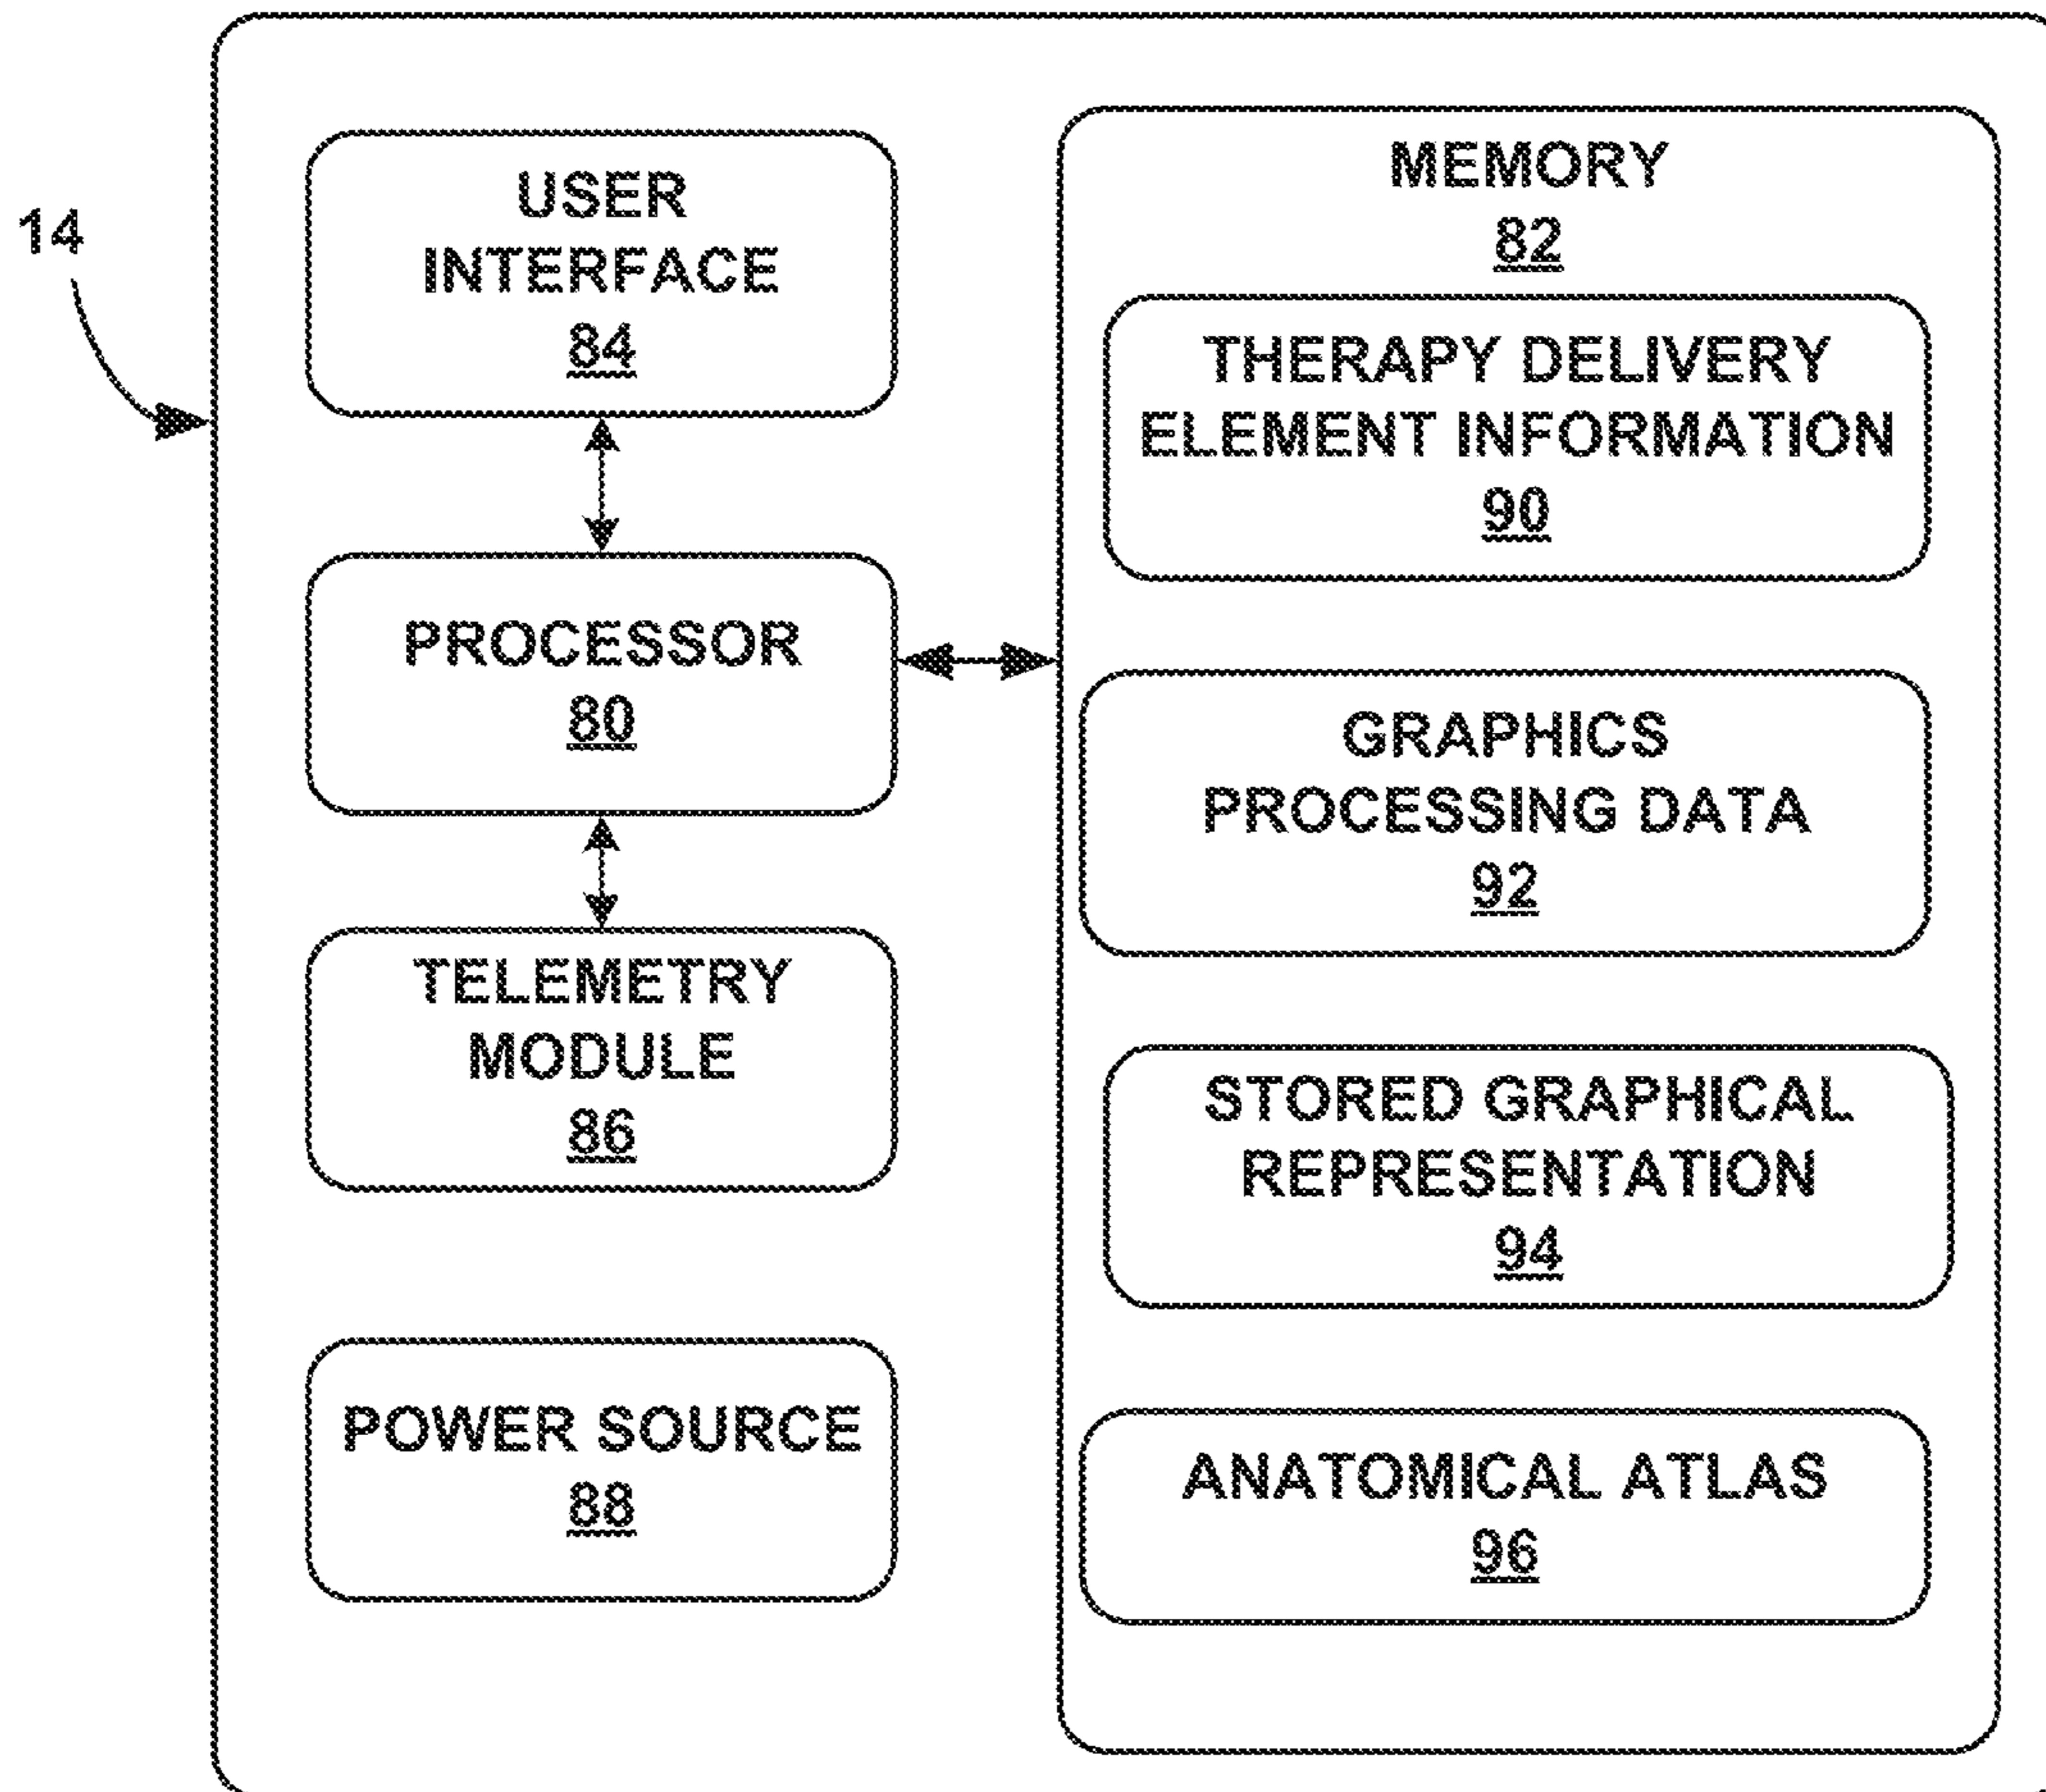 14
USER
INTERFACE
84
PROCESSOR
80
TELEMETRY
MODULE
86
POWER SOURCE
88
MEMORY
82
THERAPY DELIVERY
ELEMENT INFORMATION
90
GRAPHICS
PROCESSING DATA
92
STORED GRAPHICAL
REPRESENTATION
94
ANATOMICAL ATLAS
96